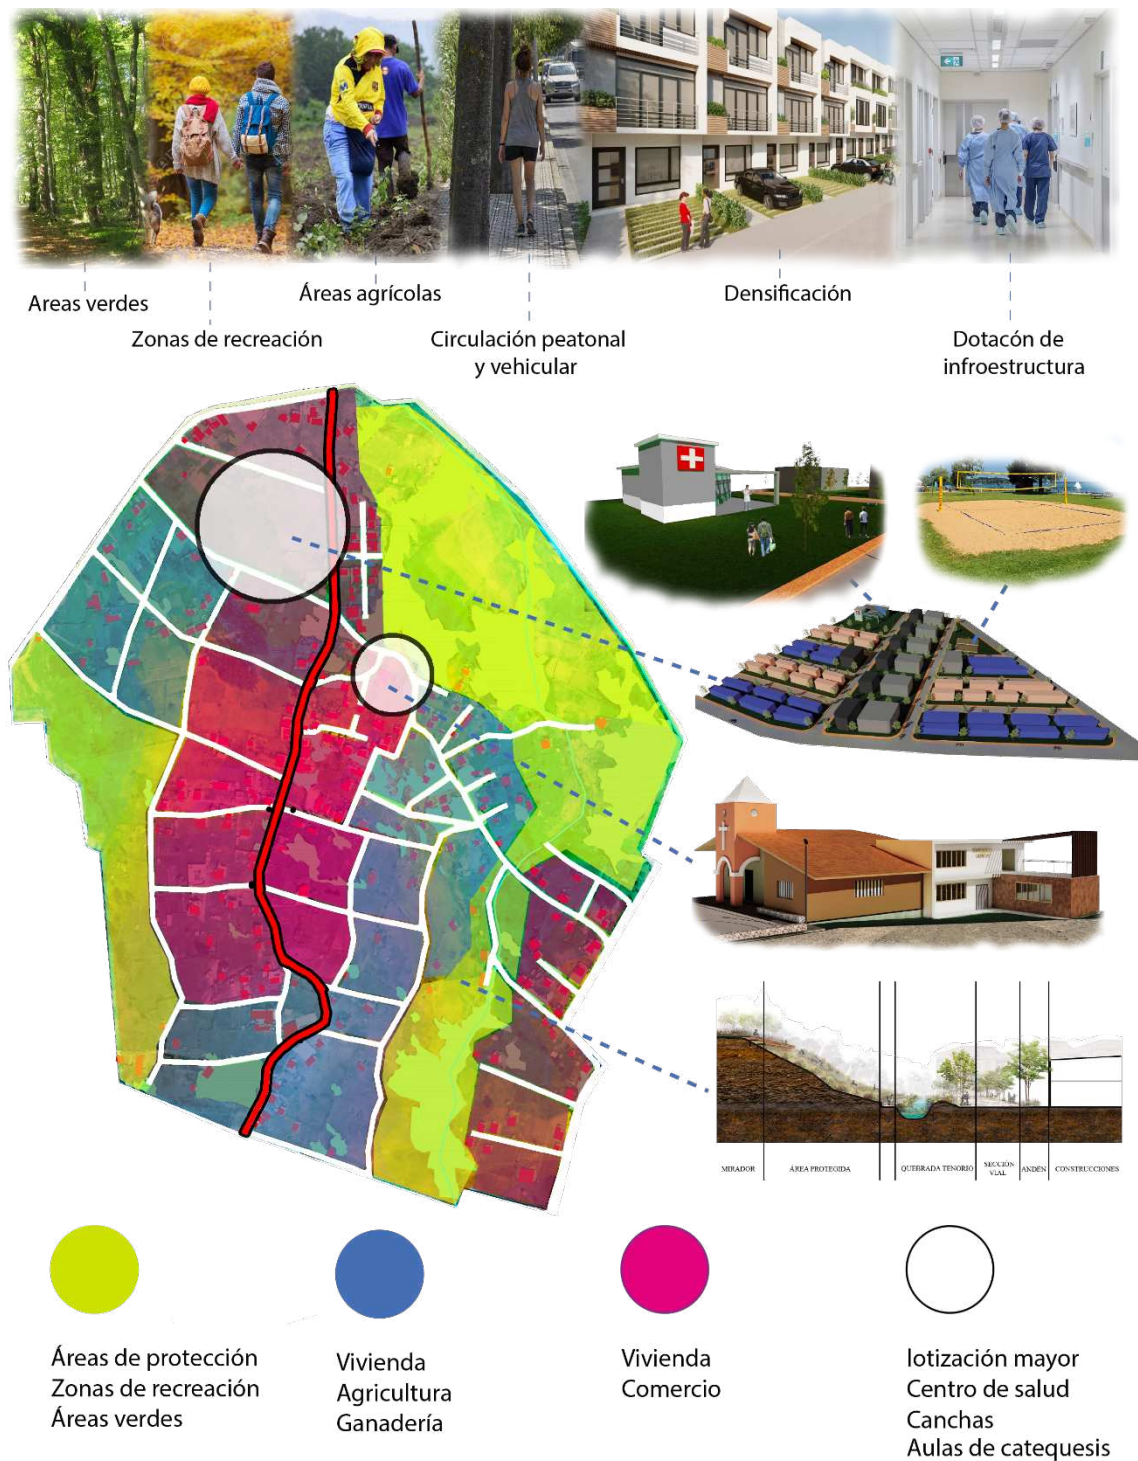 Areas verdes
Zonas de recreación
Áreas agrícolas
Circulación peatonal
y vehicular
Densificación
Dotacón de
infroestructura
MIRADOR
ÁREA PROTEGIDA
QUEBRADA TENORIO
SECCIÓN
VIAL
ANDÉN
CONSTRUCCIONES
Áreas de protección
Zonas de recreación
Áreas verdes
Vivienda
Agricultura
Ganadería
Vivienda
Comercio
lotización mayor
Centro de salud
Canchas
Aulas de catequesis